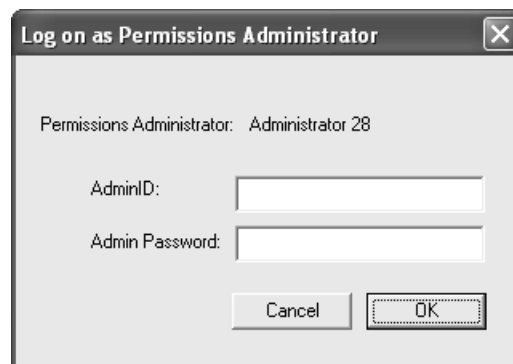 Log on as Permissions Administrator
Permissions Administrator: Administrator 28
AdminID:
Admin Password:
Cancel OK